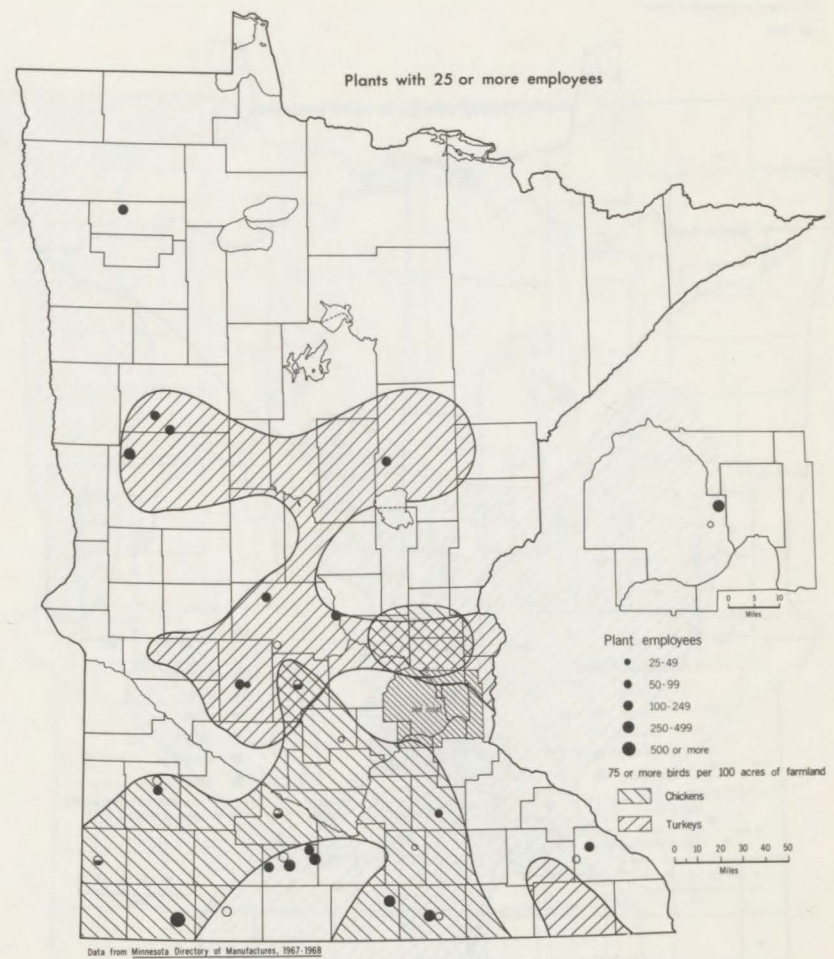 Plants with 25 or more employees
see inset
0 5 10
Miles
Plant employees
25-49
50-99
100-249
250-499
500 or more
75 or more birds per 100 acres of farmland
Chickens
Turkeys
0 10 20 30 40 50
Miles
Data from Minnesota Directory of Manufactures, 1967-1968